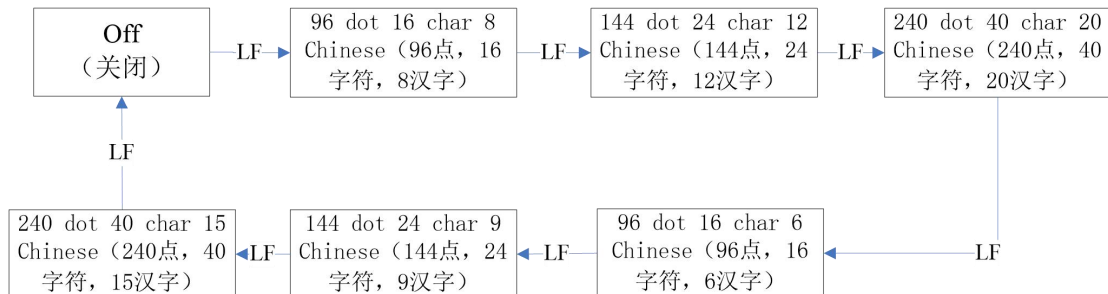 Off
（关闭）
LF
96 dot 16 char 8
Chinese（96点，16
字符，8汉字）
LF
144 dot 24 char 12
Chinese（144点，24
字符，12汉字）
LF
240 dot 40 char 20
Chinese（240点，40
字符，20汉字）
LF
96 dot 16 char 6
Chinese（96点，16
字符，6汉字）
LF
144 dot 24 char 9
Chinese（144点，24
字符，9汉字）
LF
240 dot 40 char 15
Chinese（240点，40
字符，15汉字）
LF